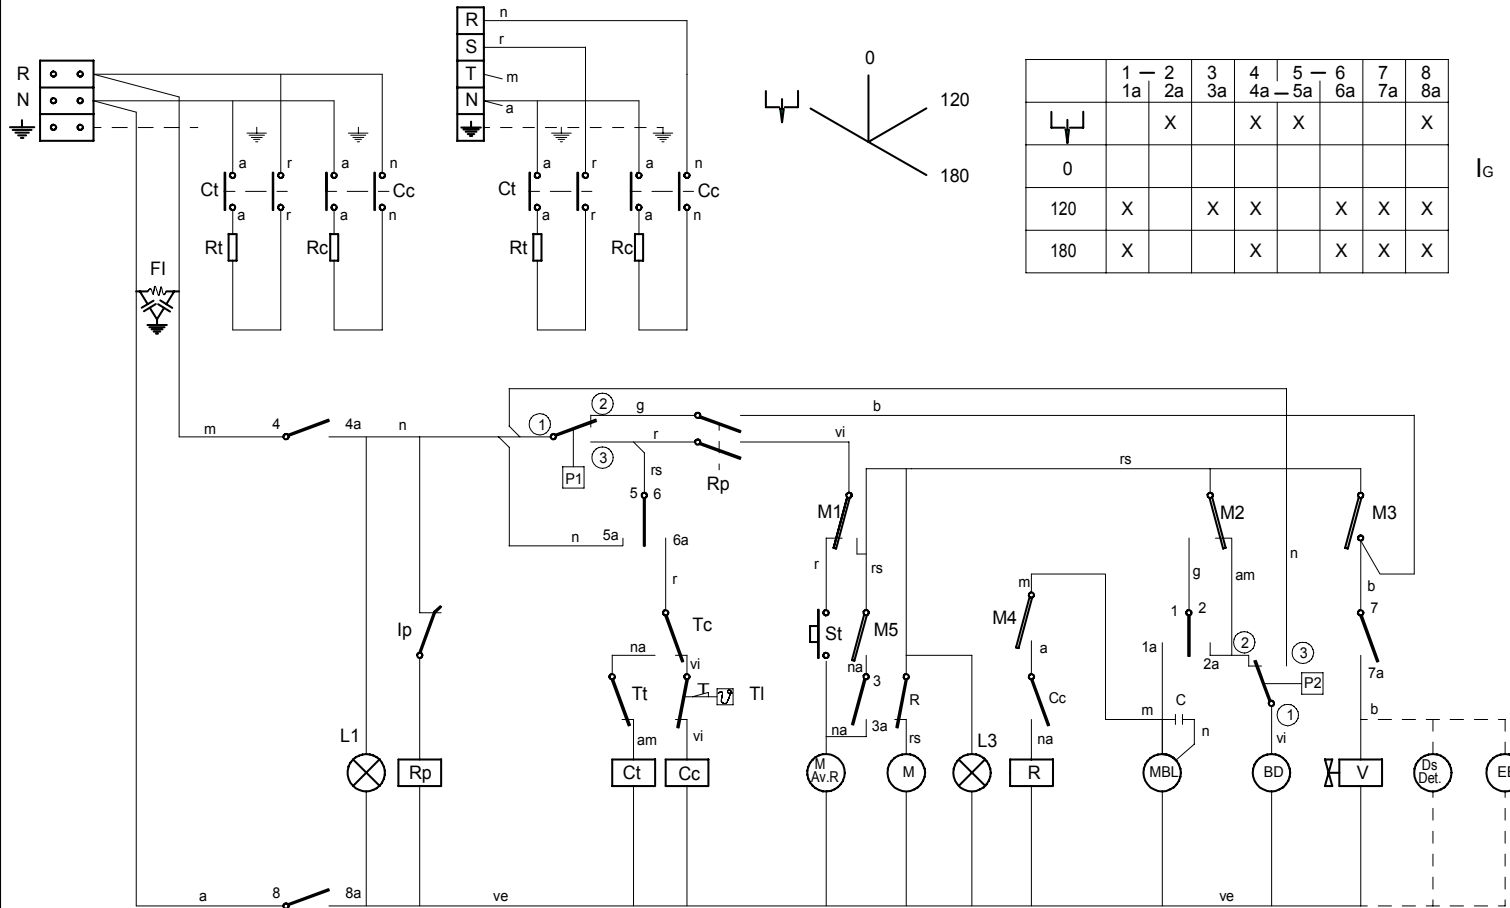 R n
S r
T m
N a
R
N
0
120
180
1 — 2 3 4 5 — 6 7 8
1a 2a 3a 4a — 5a 6a 7a 8a
X X X X
0
120 X X X X X X
180 X X X X X
IG
a r a n
Ct Cc
a r a n
Rt Rc
a r a n
Ct Cc
a r a n
Rt Rc
FI
m 4 4a n 1 2 g b
3 r vi
P1 rs Rp rs
5 6
n 5a 6a
M1 M2 M3
r r rs g am n b
Ip Tc St M5 M4 m a 1 2 7
na vi na 1a 2a 2 3 7a
Tt Tl 3 R Cc m C n P2 1 b
am vi na 3a rs na vi
L1 L3
Rp Ct Cc M Av.R M R MBL BD V Ds Det. EE
a 8 8a ve ve